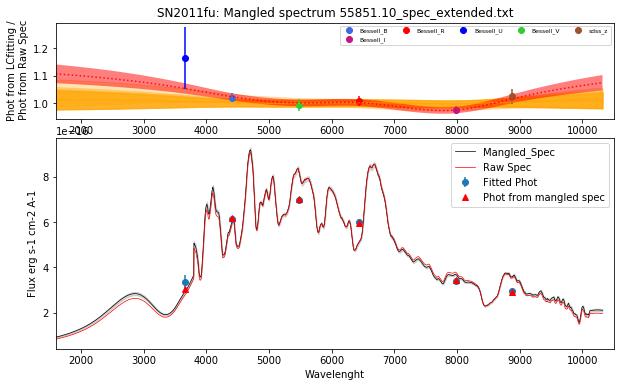 SN2011fu: Mangled spectrum 55851.10_spec_extended.txt
Phot from LCfitting /
Phot from Raw Spec
1.2
1.1
1.0
Bessell_B
Bessell_I
Bessell_R
Bessell_U
Bessell_V
sdss_z
2000 3000 4000 5000 6000 7000 8000 9000 10000
Flux erg s-1 cm-2 A-1
8
6
4
2
Mangled_Spec
Raw Spec
Fitted Phot
Phot from mangled spec
2000 3000 4000 5000 6000 7000 8000 9000 10000
Wavelenght